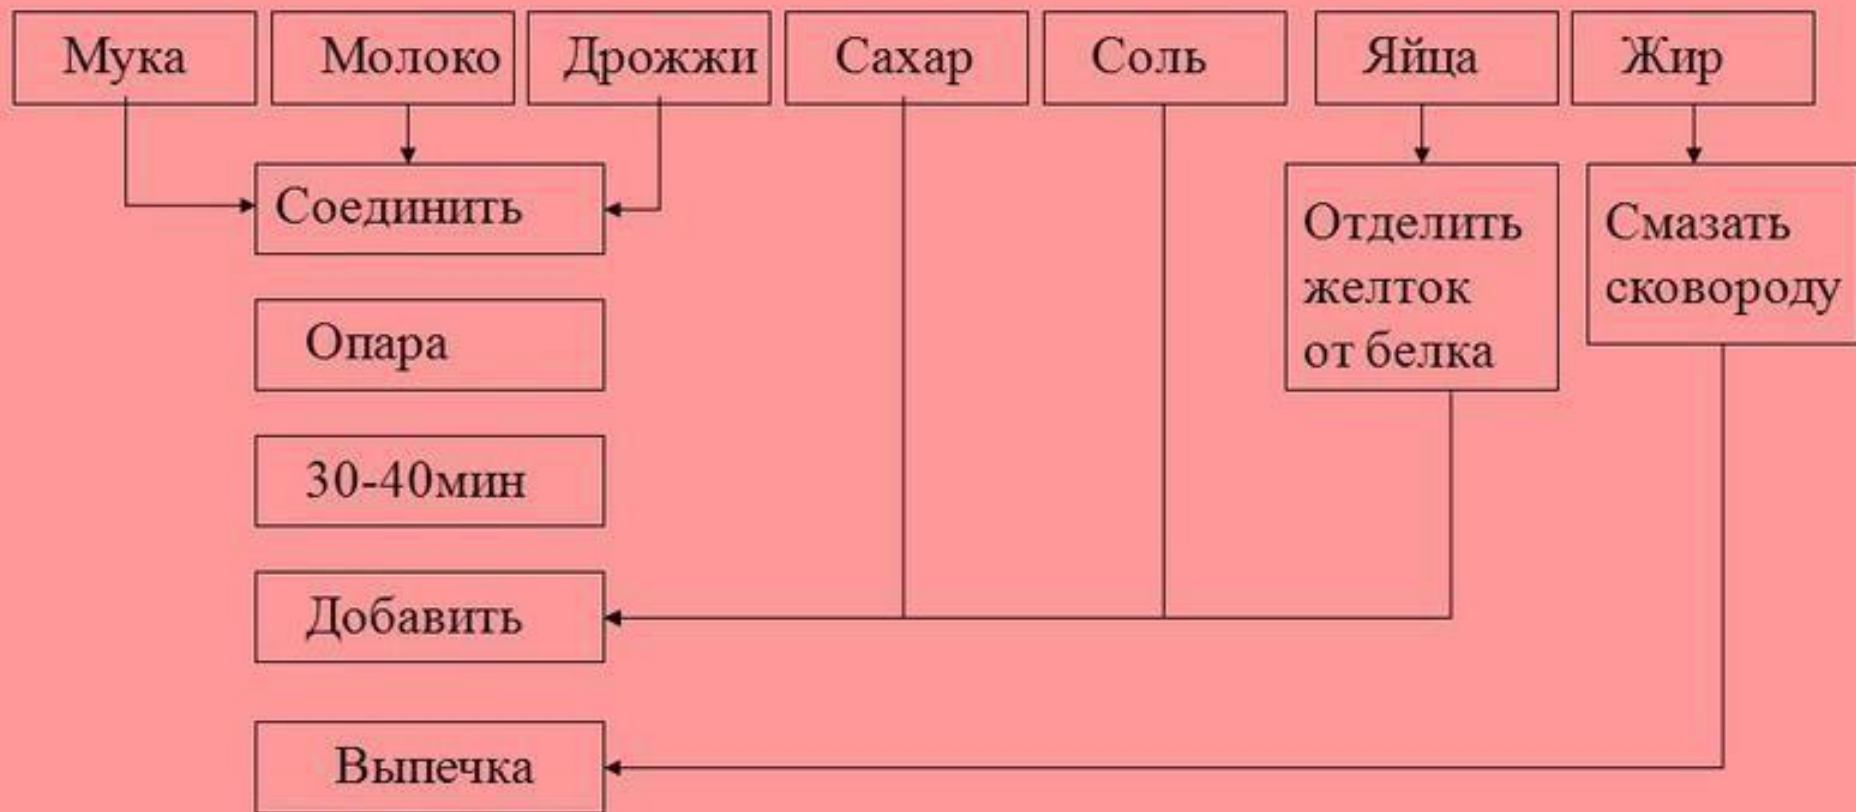 Мука
Молоко
Дрожжи
Сахар
Соль
Яйца
Жир
Соединить
Отделить
желток
от белка
Смазать
сковороду
Опара
30-40мин
Добавить
Выпечка